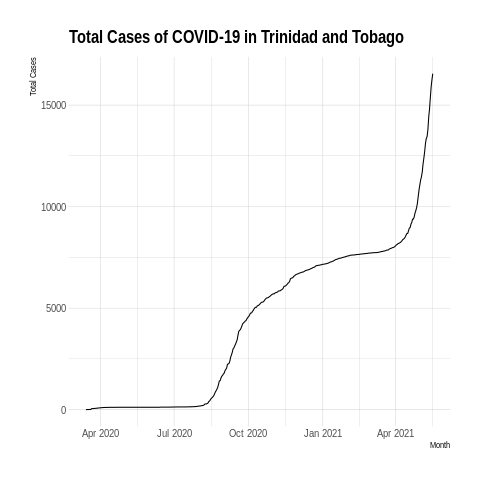 Total Cases of COVID-19 in Trinidad and Tobago
Total Cases
15000
10000
5000
0
Apr 2020 Jul 2020 Oct 2020 Jan 2021 Apr 2021
Month